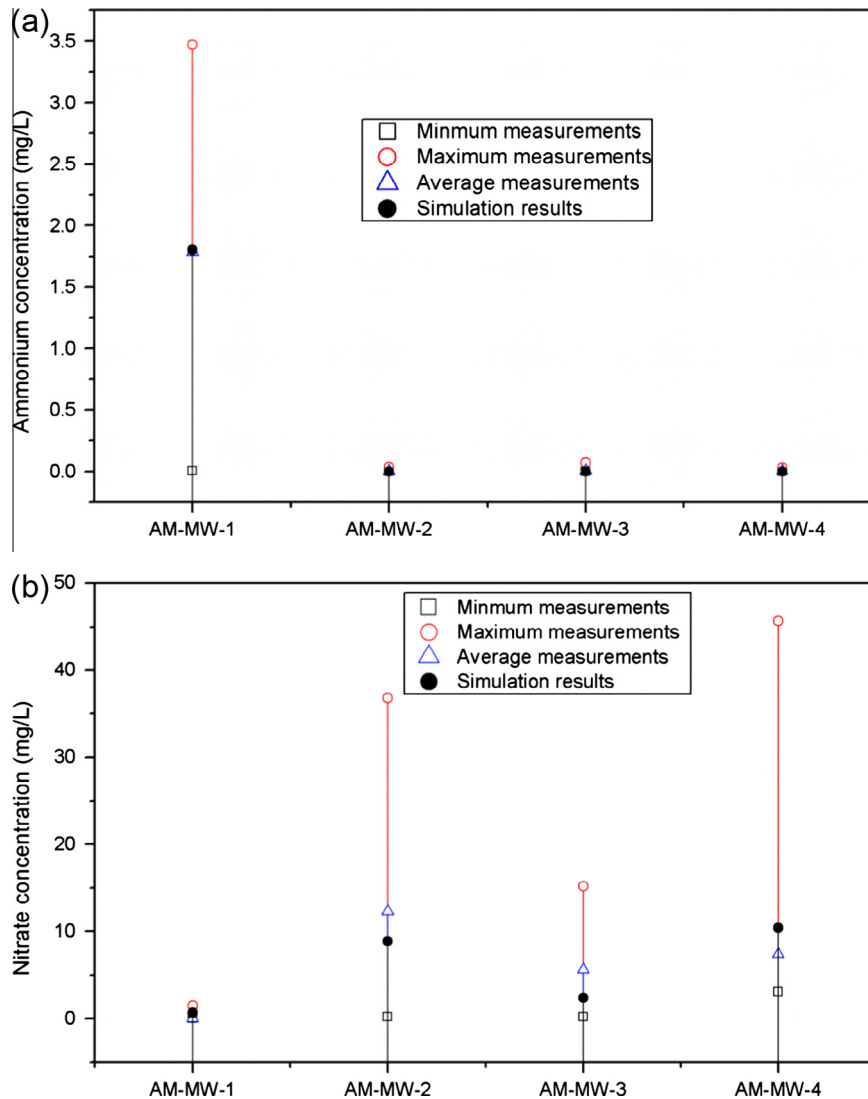 (a)
3.5
3.0
2.5
2.0
1.5
1.0
0.5
0.0
Ammonium concentration (mg/L)
Minmum measurements
Maximum measurements
Average measurements
Simulation results
AM-MW-1 AM-MW-2 AM-MW-3 AM-MW-4
(b)
50
40
30
20
10
0
Nitrate concentration (mg/L)
Minmum measurements
Maximum measurements
Average measurements
Simulation results
AM-MW-1 AM-MW-2 AM-MW-3 AM-MW-4